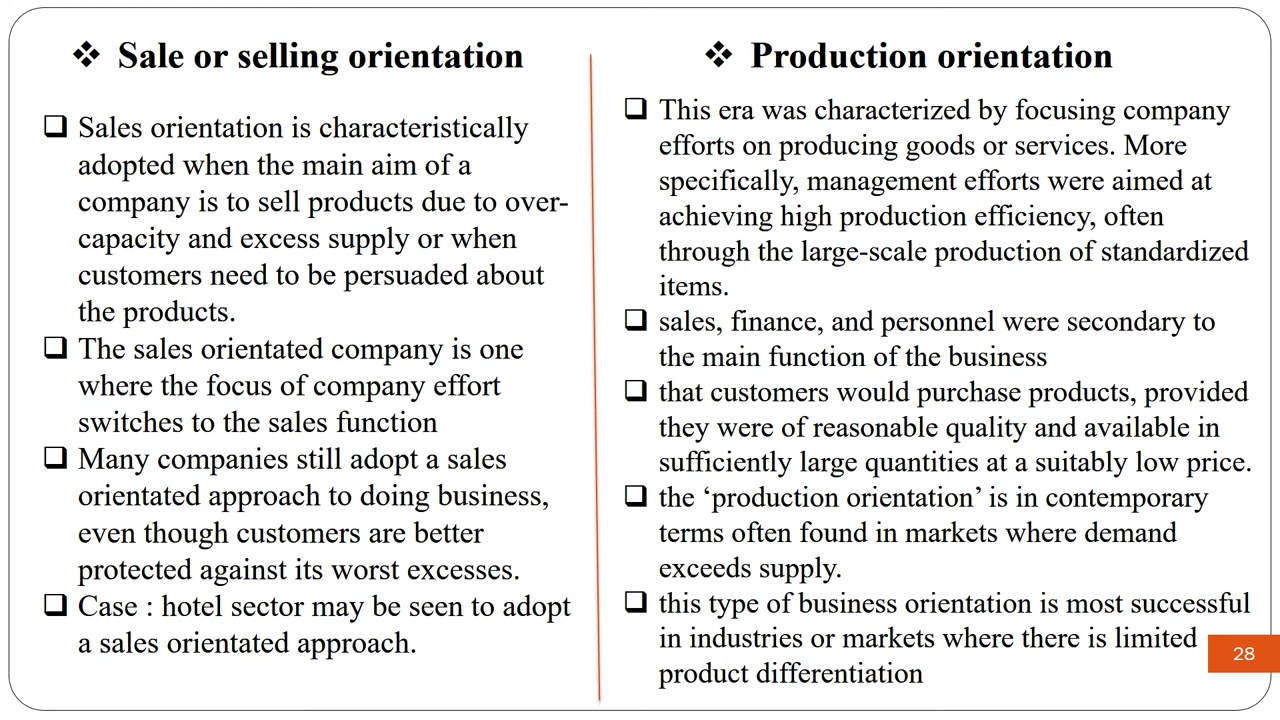 ❖ Sale or selling orientation
❑ Sales orientation is characteristically
adopted when the main aim of a
company is to sell products due to over-
capacity and excess supply or when
customers need to be persuaded about
the products.
❑ The sales orientated company is one
where the focus of company effort
switches to the sales function
❑ Many companies still adopt a sales
orientated approach to doing business,
even though customers are better
protected against its worst excesses.
❑ Case : hotel sector may be seen to adopt
a sales orientated approach.
❖ Production orientation
❑ This era was characterized by focusing company
efforts on producing goods or services. More
specifically, management efforts were aimed at
achieving high production efficiency, often
through the large-scale production of standardized
items.
❑ sales, finance, and personnel were secondary to
the main function of the business
❑ that customers would purchase products, provided
they were of reasonable quality and available in
sufficiently large quantities at a suitably low price.
❑ the ‘production orientation’ is in contemporary
terms often found in markets where demand
exceeds supply.
❑ this type of business orientation is most successful
in industries or markets where there is limited
product differentiation
28